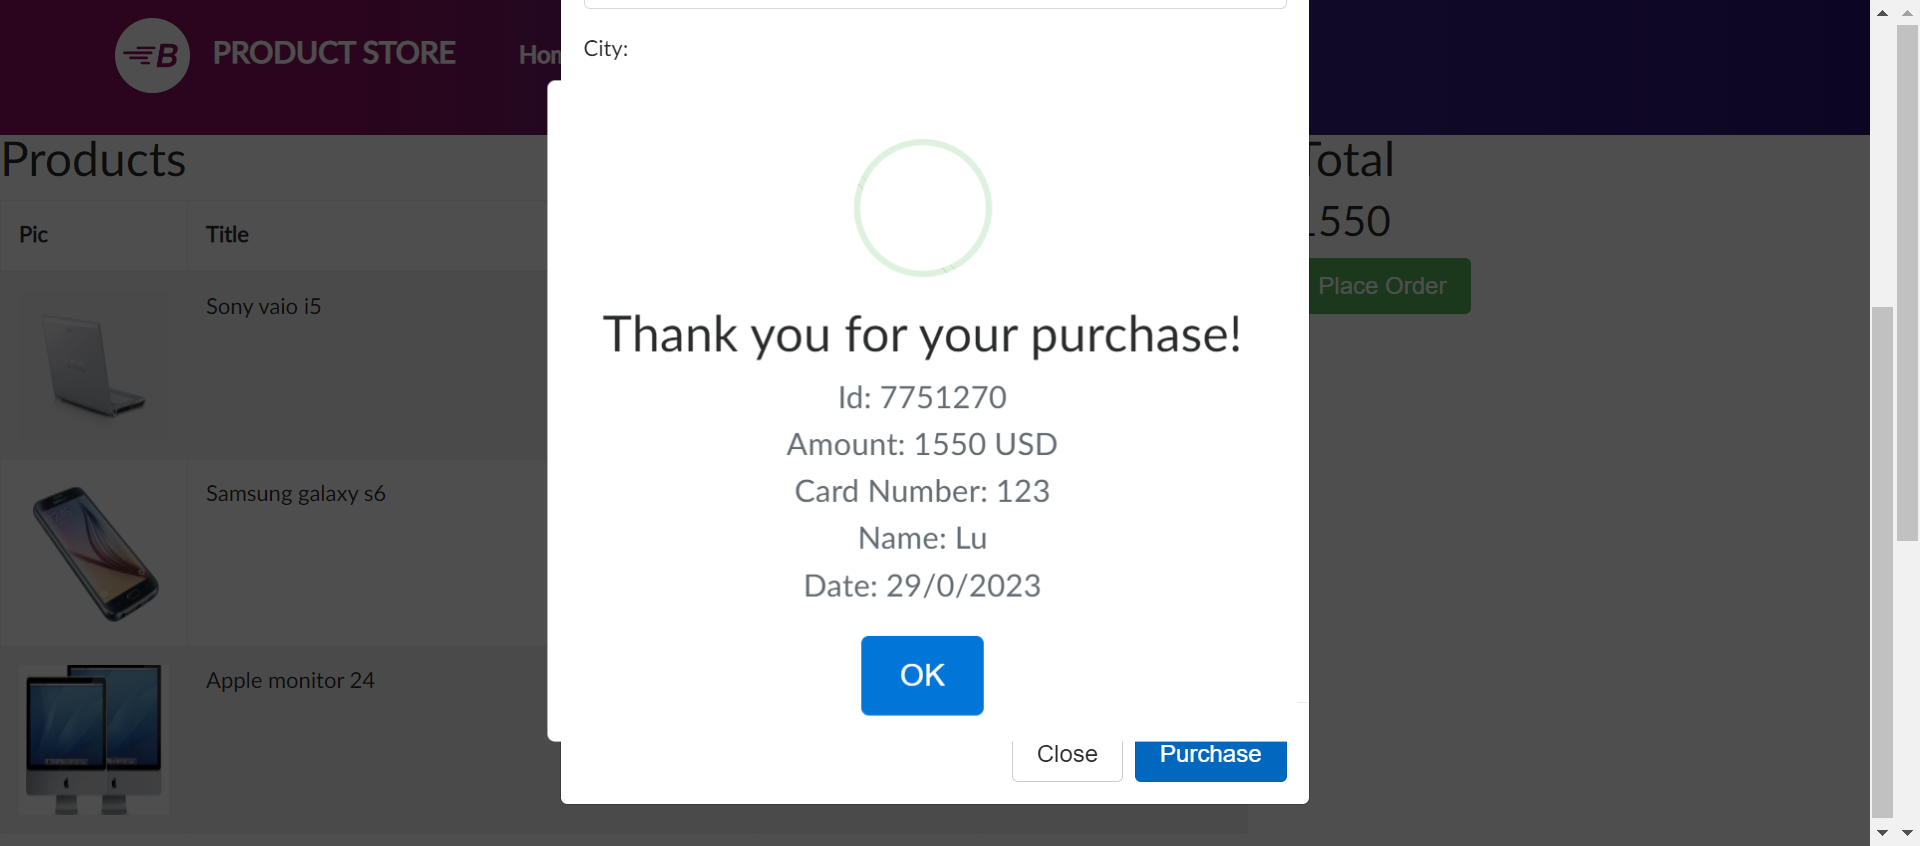 B PRODUCT STORE
City:
Products
Total
1550
Pic
Title
Sony vaio i5
Place Order
Samsung galaxy s6
Apple monitor 24
Thank you for your purchase!
Id: 7751270
Amount: 1550 USD
Card Number: 123
Name: Lu
Date: 29/0/2023
OK
Close
Purchase